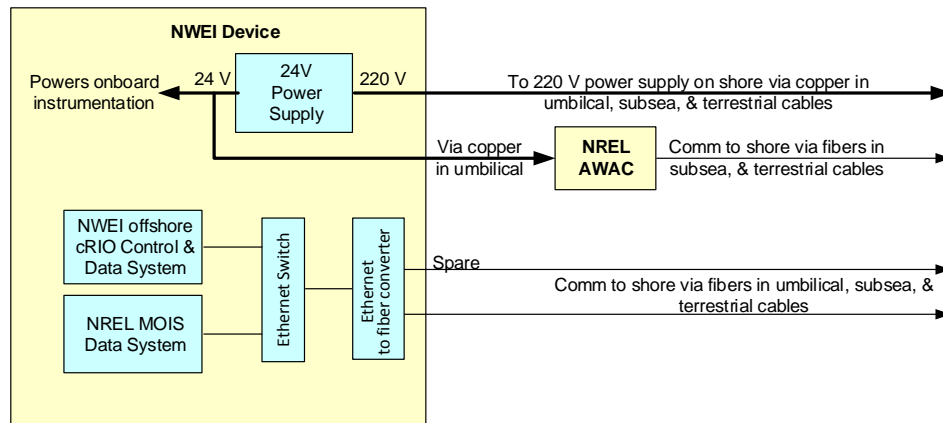 NWEI Device
Powers onboard
instrumentation
24 V
24V
Power
Supply
220 V
To 220 V power supply on shore via copper in
umbilcal, subsea, & terrestrial cables
Via copper
in umbilical
NREL
AWAC
Comm to shore via fibers in
subsea, & terrestrial cables
NWEI offshore
cRIO Control &
Data System
NREL MOIS
Data System
Ethernet Switch
Ethernet
to fiber converter
Spare
Comm to shore via fibers in umbilical, subsea, &
terrestrial cables